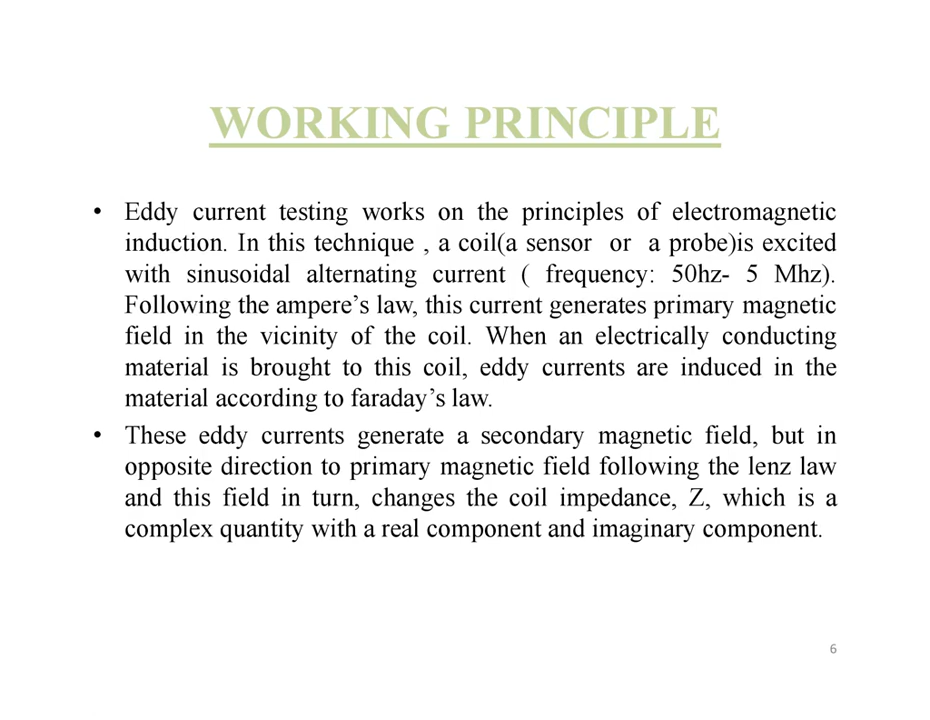 WORKING PRINCIPLE
• Eddy current testing works on the principles of electromagnetic
induction. In this technique , a coil(a sensor or a probe)is excited
with sinusoidal alternating current ( frequency: 50hz- 5 Mhz).
Following the ampere’s law, this current generates primary magnetic
field in the vicinity of the coil. When an electrically conducting
material is brought to this coil, eddy currents are induced in the
material according to faraday’s law.
• These eddy currents generate a secondary magnetic field, but in
opposite direction to primary magnetic field following the lenz law
and this field in turn, changes the coil impedance, Z, which is a
complex quantity with a real component and imaginary component.
6